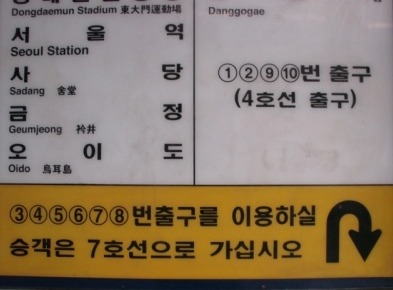 Dongdaemun Stadium 東大門運動場
서울역
Seoul Station
사당
Sadang 舍堂
금정
Geumjeong 衿井
오이도
Oido 烏耳島
Danggogae
①②⑨⑩번 출구
(4호선 출구)
③④⑤⑥⑦⑧번출구를 이용하실
승객은 7호선으로 가십시오